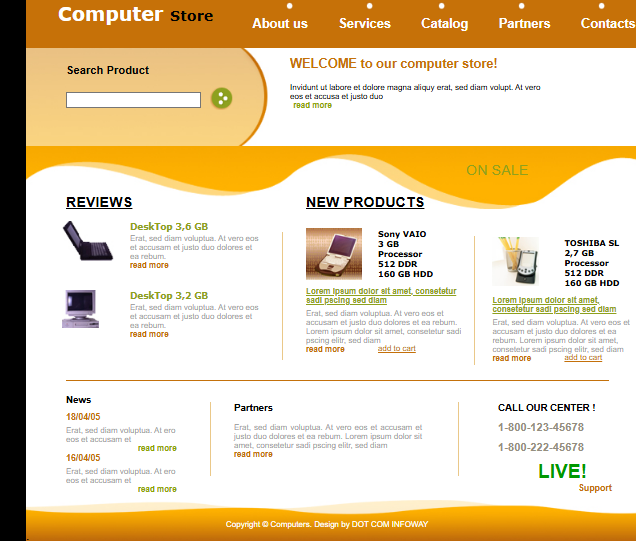 Computer Store
About us
Services
Catalog
Partners
Contacts
Search Product
WELCOME to our computer store!
Invidunt ut labore et dolore magna aliquy erat, sed diam volupt. At vero
eos et accusa et justo duo
read more
ON SALE
REVIEWS
DeskTop 3,6 GB
Erat, sed diam voluptua. At vero eos
et accusam et justo duo dolores et
ea rebum.
read more
DeskTop 3,2 GB
Erat, sed diam voluptua. At vero eos
et accusam et justo duo dolores et
ea rebum.
read more
NEW PRODUCTS
Sony VAIO
3 GB
Processor
512 DDR
160 GB HDD
Lorem ipsum dolor sit amet, consetetur
sadi pscing sed diam
Erat, sed diam voluptua. At vero eos et
accusam et justo duo dolores et ea rebum.
Lorem ipsum dolor sit amet, consetetur sadi
pscing elitr, sed diam
read more
add to cart
TOSHIBA SL
2,7 GB
Processor
512 DDR
160 GB HDD
Lorem ipsum dolor sit amet,
consetetur sadi pscing sed diam
Erat, sed diam voluptua. At vero eos et
accusam et justo duo dolores et ea
rebum. Lorem ipsum dolor sit amet,
consetetur sadi pscing elitr, sed diam
read more
add to cart
News
18/04/05
Erat, sed diam voluptua. At ero
eos et accusam et
read more
16/04/05
Erat, sed diam voluptua. At ero
eos et accusam et
read more
Partners
Erat, sed diam voluptua. At vero eos et accusam et
justo duo dolores et ea rebum. Lorem ipsum dolor sit
amet, consetetur sadi pscing elitr, sed diam
read more
CALL OUR CENTER !
1-800-123-45678
1-800-222-45678
LIVE!
Support
Copyright © Computers. Design by DOT COM INFOWAY